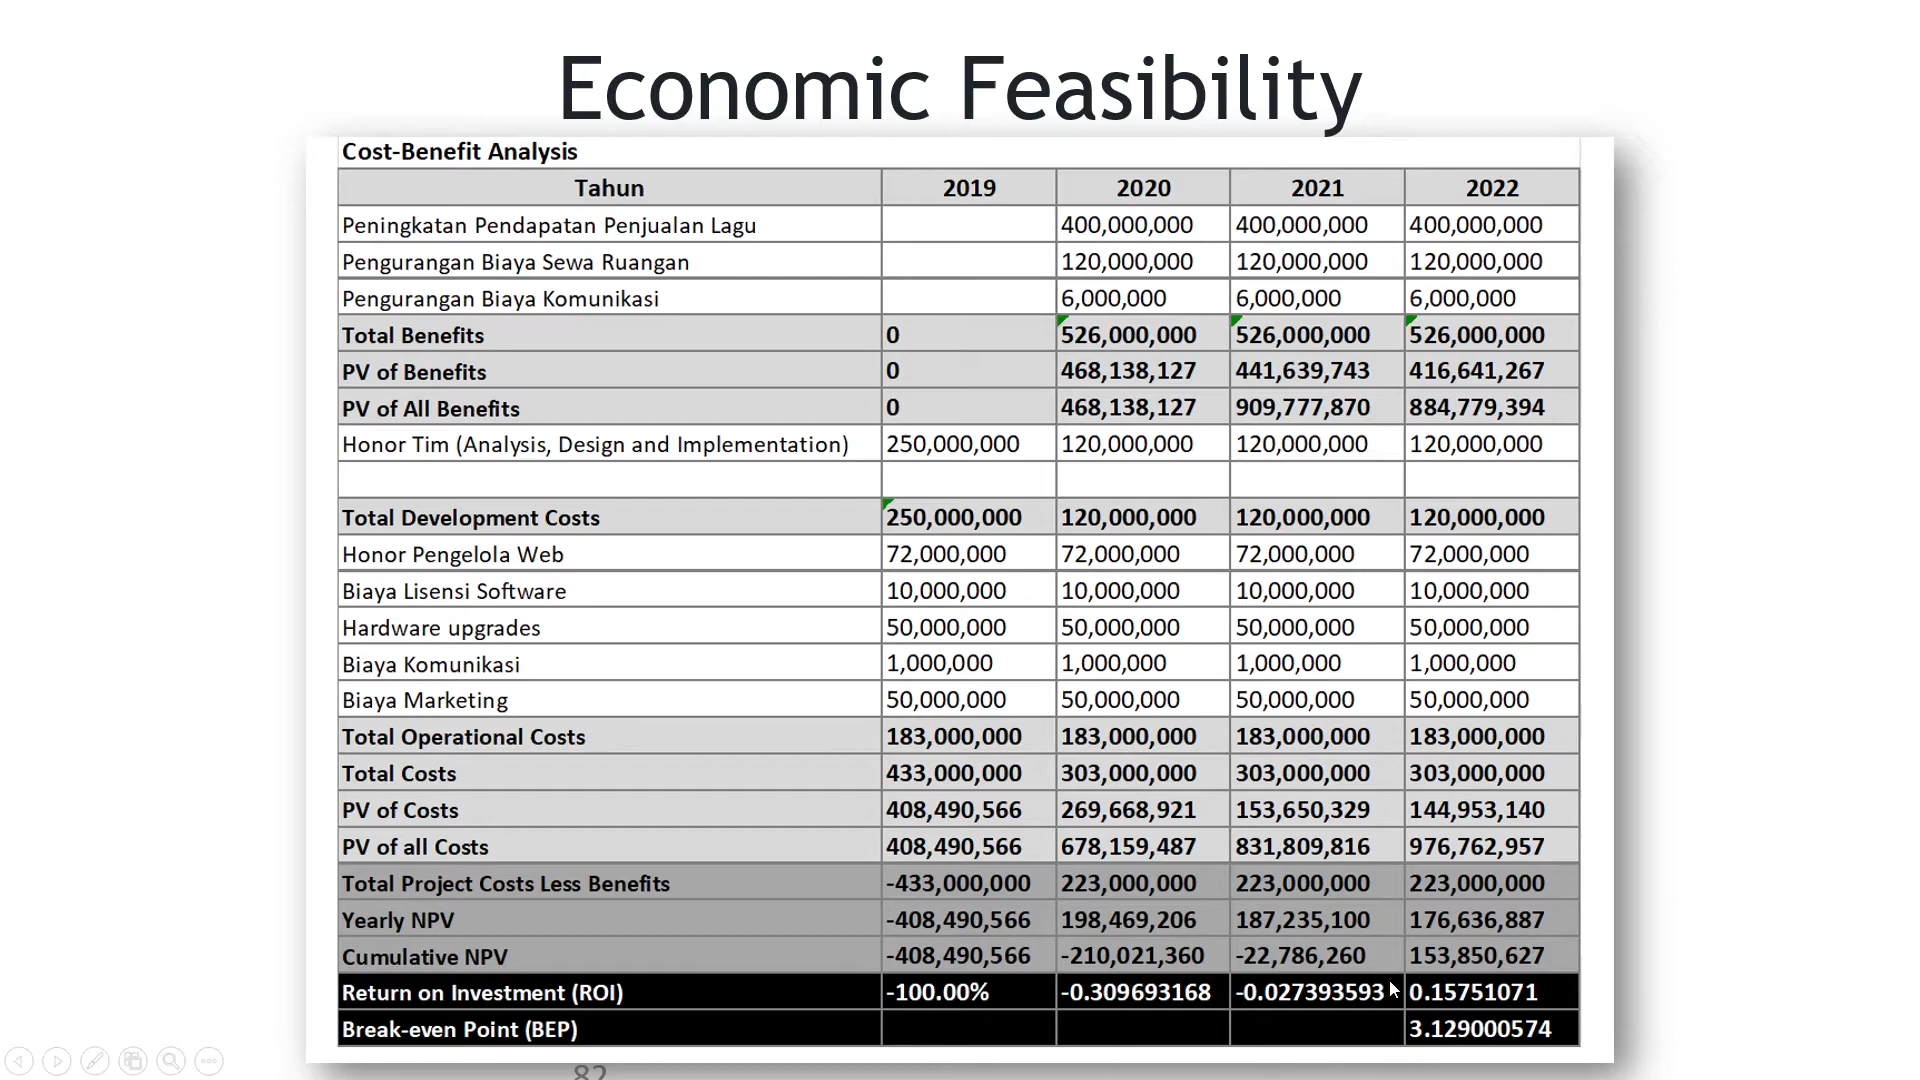 Economic Feasibility
Cost-Benefit Analysis
Tahun 2019 2020 2021 2022
Peningkatan Pendapatan Penjualan Lagu 400,000,000 400,000,000 400,000,000
Pengurangan Biaya Sewa Ruangan 120,000,000 120,000,000 120,000,000
Pengurangan Biaya Komunikasi 6,000,000 6,000,000 6,000,000
Total Benefits 0 526,000,000 526,000,000 526,000,000
PV of Benefits 0 468,138,127 441,639,743 416,641,267
PV of All Benefits 0 468,138,127 909,777,870 884,779,394
Honor Tim (Analysis, Design and Implementation) 250,000,000 120,000,000 120,000,000 120,000,000
Total Development Costs 250,000,000 120,000,000 120,000,000 120,000,000
Honor Pengelola Web 72,000,000 72,000,000 72,000,000 72,000,000
Biaya Lisensi Software 10,000,000 10,000,000 10,000,000 10,000,000
Hardware upgrades 50,000,000 50,000,000 50,000,000 50,000,000
Biaya Komunikasi 1,000,000 1,000,000 1,000,000 1,000,000
Biaya Marketing 50,000,000 50,000,000 50,000,000 50,000,000
Total Operational Costs 183,000,000 183,000,000 183,000,000 183,000,000
Total Costs 433,000,000 303,000,000 303,000,000 303,000,000
PV of Costs 408,490,566 269,668,921 153,650,329 144,953,140
PV of all Costs 408,490,566 678,159,487 831,809,816 976,762,957
Total Project Costs Less Benefits -433,000,000 223,000,000 223,000,000 223,000,000
Yearly NPV -408,490,566 198,469,206 187,235,100 176,636,887
Cumulative NPV -408,490,566 -210,021,360 -22,786,260 153,850,627
Return on Investment (ROI) -100.00% -0.309693168 -0.027393593 0.15751071
Break-even Point (BEP) 3.129000574
82